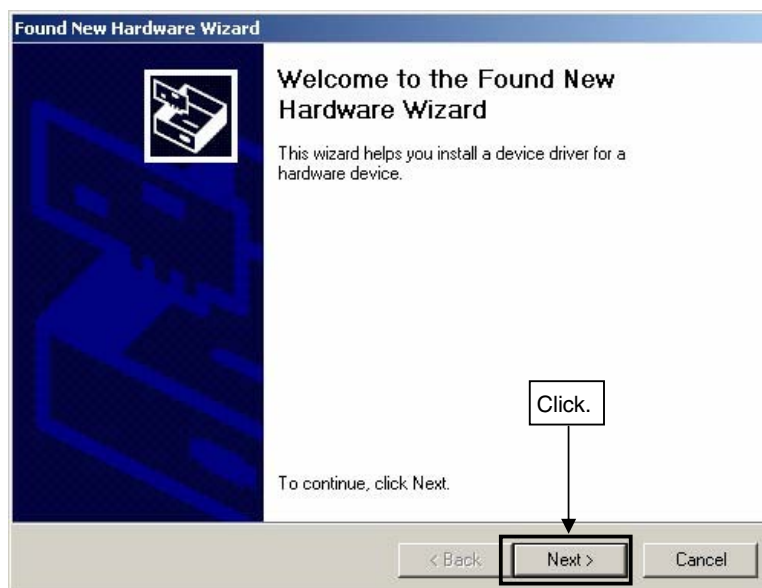 Found New Hardware Wizard
Welcome to the Found New
Hardware Wizard
This wizard helps you install a device driver for a
hardware device.
Click.
To continue, click Next.
< Back
Next >
Cancel